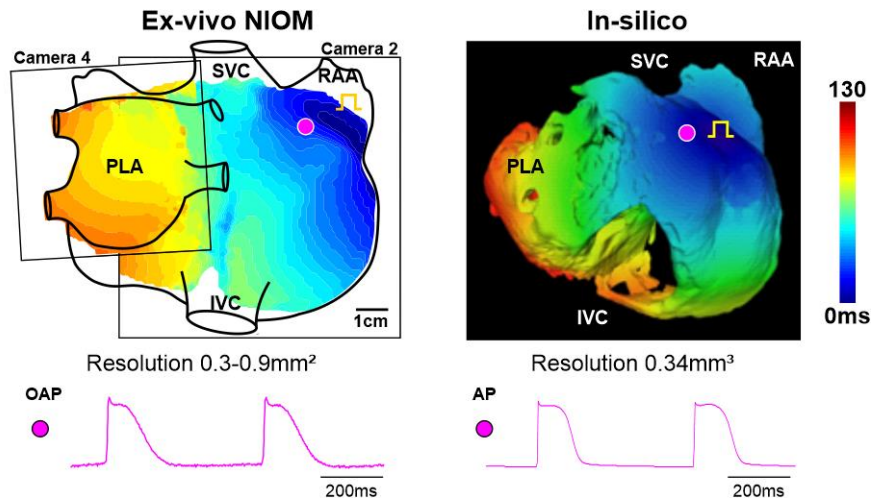 Ex-vivo NIOM
In-silico
Camera 4
Camera 2
SVC
RAA
PLA
IVC
1cm
SVC
RAA
PLA
IVC
130
0ms
Resolution 0.3-0.9mm²
Resolution 0.34mm³
OAP
200ms
AP
200ms